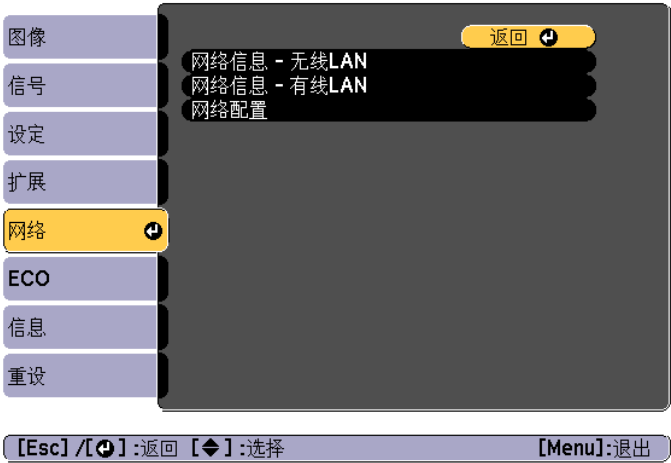 图像
信号
设定
扩展
网络
ECO
信息
重设
返回
网络信息 - 无线LAN
网络信息 - 有线LAN
网络配置
[Esc] /[ ] :返回 [ ] :选择 [Menu]:退出